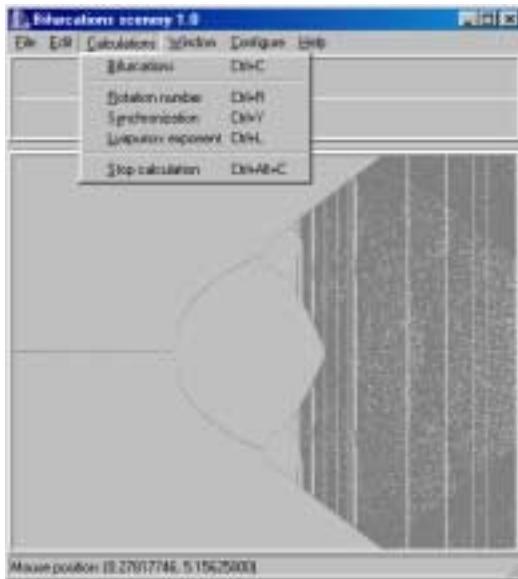 Bifurcations scenery 1.0
File Edit Calculations Window Configure Help
Bifurcations Ctrl+C
Rotation number Ctrl+R
Synchronization Ctrl+Y
Lyapunov exponent Ctrl+L
Stop calculation Ctrl+Alt+C
Mouse position: (0.27817746, 5.15625000)